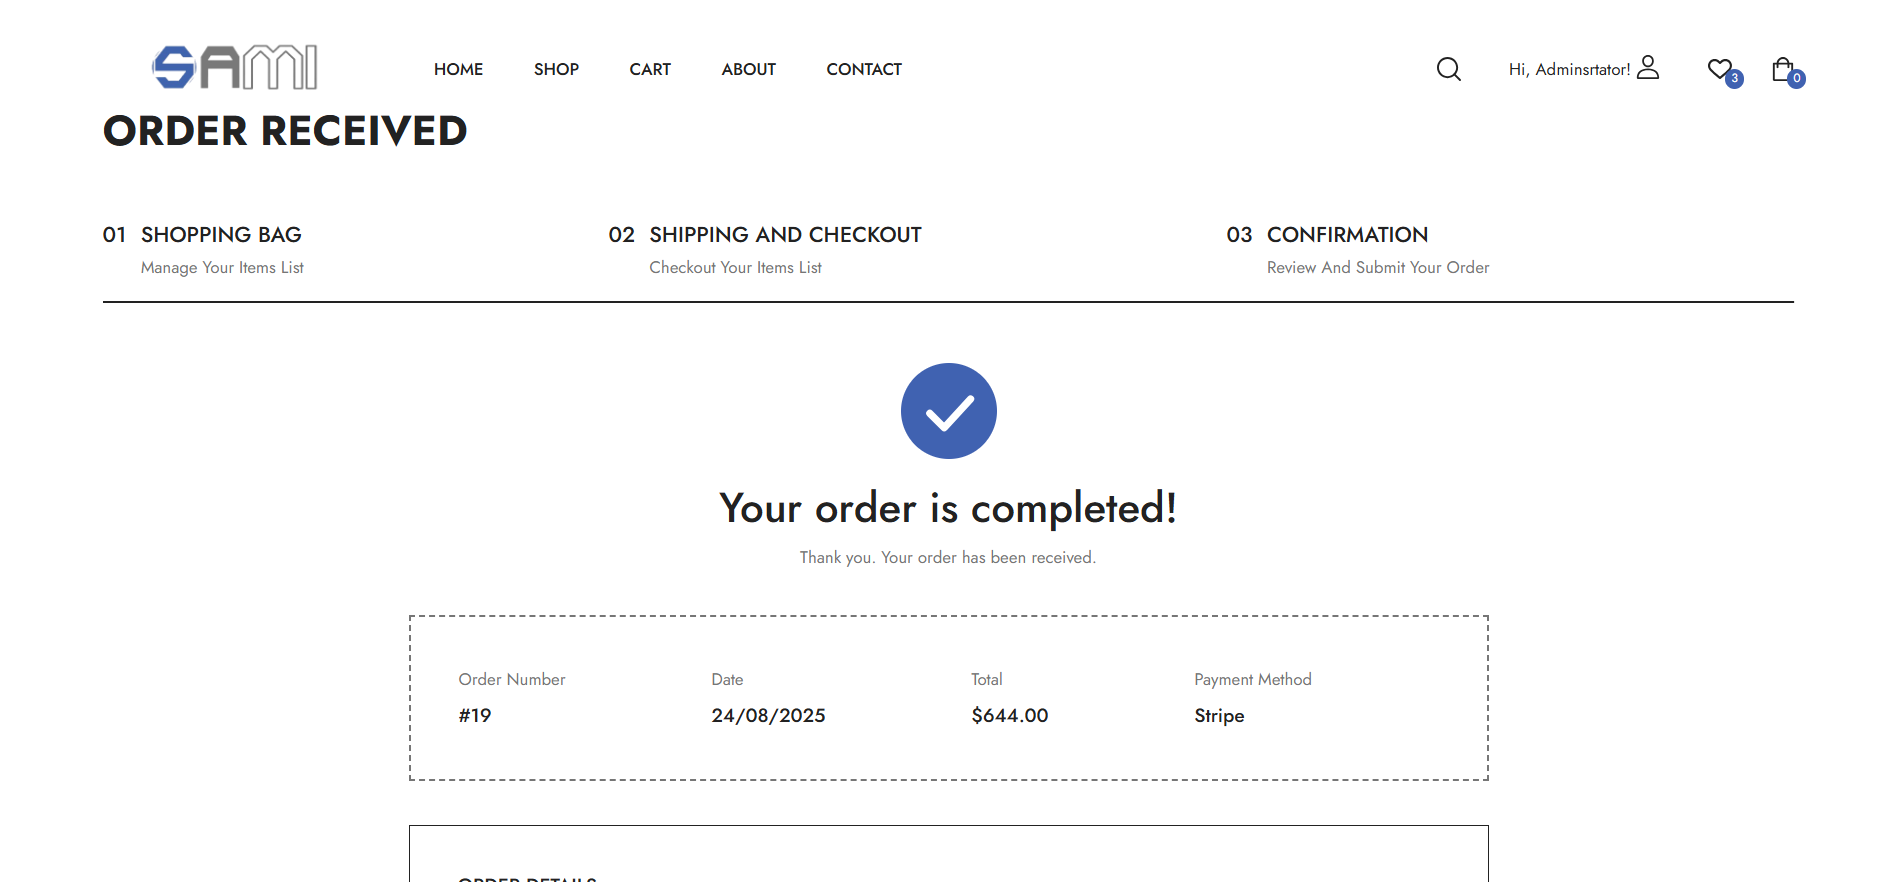 SAMI HOME SHOP CART ABOUT CONTACT Hi, Adminsrtator! 3 0
ORDER RECEIVED
01 SHOPPING BAG
Manage Your Items List
02 SHIPPING AND CHECKOUT
Checkout Your Items List
03 CONFIRMATION
Review And Submit Your Order
Your order is completed!
Thank you. Your order has been received.
Order Number Date Total Payment Method
#19 24/08/2025 $644.00 Stripe
ORDER DETAILS